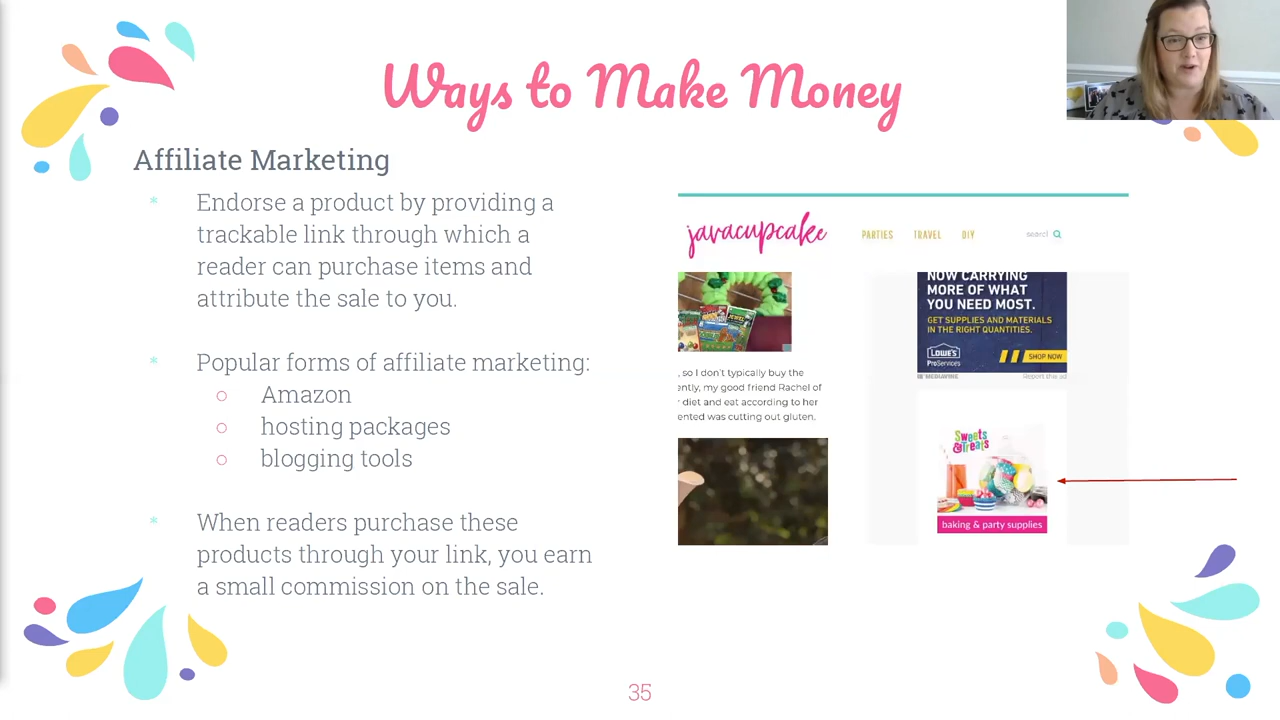 Ways to Make Money
Affiliate Marketing
* Endorse a product by providing a
trackable link through which a
reader can purchase items and
attribute the sale to you.
* Popular forms of affiliate marketing:
○ Amazon
○ hosting packages
○ blogging tools
* When readers purchase these
products through your link, you earn
a small commission on the sale.
javacupcake
PARTIES TRAVEL DIY
searcl
, so I don't typically buy the
ently, my good friend Rachel of
r diet and eat according to her
ented was cutting out gluten.
NOW CARRYING
MORE OF WHAT
YOU NEED MOST.
GET SUPPLIES AND MATERIALS
IN THE RIGHT QUANTITIES.
LOWE'S
ProServices
SHOP NOW
MEDIAVINE
Report this ad
Sweets
& Treats
baking & party supplies
35